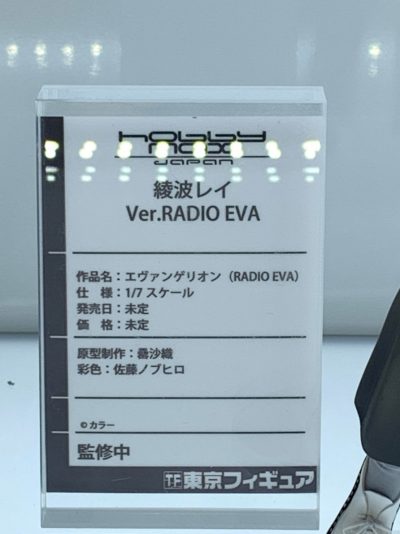 hobby
max
JAPAN
綾波レイ
Ver.RADIO EVA
作品名：エヴァンゲリオン（RADIO EVA）
仕　様：1/7 スケール
発売日：未定
価　格：未定
原型制作：灥沙織
彩色：佐藤ノブヒロ
©カラー
監修中
TF 東京フィギュア